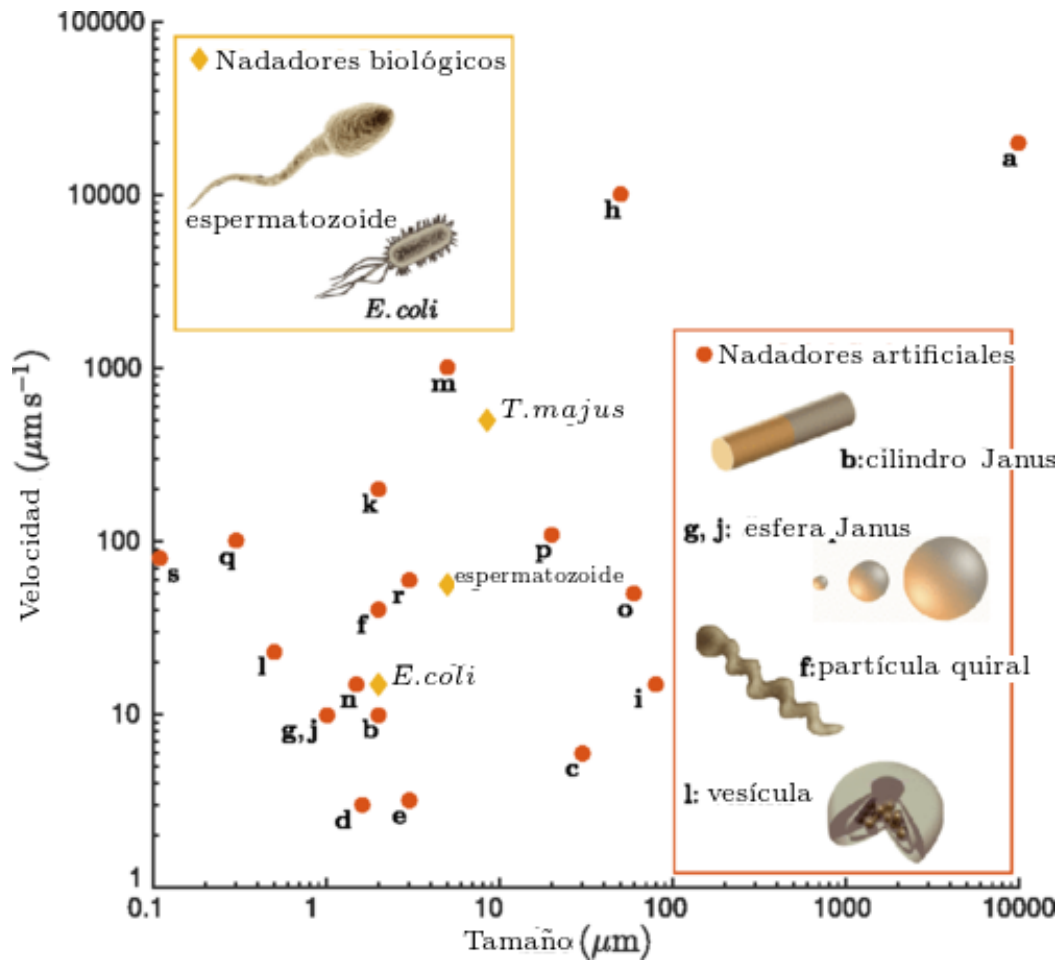 100000
10000
1000
100
10
1
0.1
1
10
100
1000
10000
Velocidad (μm s⁻¹)
Tamaño (μm)
Nadadores biológicos
espermatozoide
E.coli
Nadadores artificiales
b:cilindro Janus
g, j: esfera Janus
f:partícula quiral
l: vesícula
a
h
m
T.majus
k
q
s
p
espermatozoide
r
f
o
l
E.coli
n
i
g, j
b
c
d
e